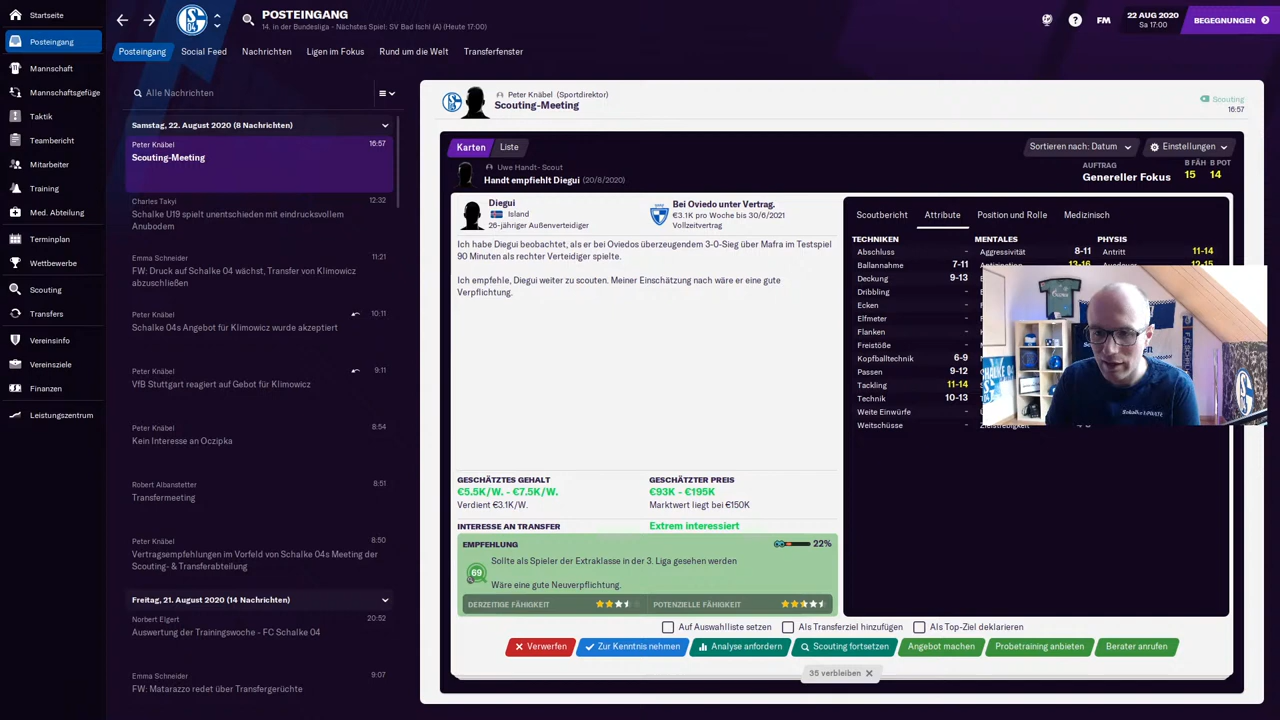 Startseite
Posteingang
Mannschaft
Mannschaftsgefüge
Taktik
Teambericht
Mitarbeiter
Training
Med. Abteilung
Terminplan
Wettbewerbe
Scouting
Transfers
Vereinsinfo
Vereinsziele
Finanzen
Leistungszentrum
POSTEINGANG
14. in der Bundesliga - Nächstes Spiel: SV Bad Ischl (A) (Heute 17:00)
FM
22 AUG 2020
Sa 17:00
BEGEGNUNGEN
Posteingang Social Feed Nachrichten Ligen im Fokus Rund um die Welt Transferfenster
Alle Nachrichten
Samstag, 22. August 2020 (8 Nachrichten)
Peter Knäbel 16:57
Scouting-Meeting
Charles Takyi 12:32
Schalke U19 spielt unentschieden mit eindrucksvollem
Anubodem
Emma Schneider 11:21
FW: Druck auf Schalke 04 wächst, Transfer von Klimowicz
abzuschließen
Peter Knäbel 10:11
Schalke 04s Angebot für Klimowicz wurde akzeptiert
Peter Knäbel 9:11
VfB Stuttgart reagiert auf Gebot für Klimowicz
Peter Knäbel 8:54
Kein Interesse an Oczipka
Robert Albanstetter 8:51
Transfermeeting
Peter Knäbel 8:50
Vertragsempfehlungen im Vorfeld von Schalke 04s Meeting der
Scouting- & Transferabteilung
Freitag, 21. August 2020 (14 Nachrichten)
Norbert Elgert 20:52
Auswertung der Trainingswoche - FC Schalke 04
Emma Schneider 9:07
FW: Matarazzo redet über Transfergerüchte
Peter Knäbel (Sportdirektor)
Scouting-Meeting
Scouting
16:57
Karten Liste
Sortieren nach: Datum
Einstellungen
Uwe Handt- Scout
Handt empfiehlt Diegui (20/8/2020)
AUFTRAG
Genereller Fokus
B FÄH B POT
15 14
Diegui
Island
26-jähriger Außenverteidiger
Bei Oviedo unter Vertrag.
€3.1K pro Woche bis 30/6/2021
Vollzeitvertrag
Ich habe Diegui beobachtet, als er bei Oviedos überzeugendem 3-0-Sieg über Mafra im Testspiel
90 Minuten als rechter Verteidiger spielte.
Ich empfehle, Diegui weiter zu scouten. Meiner Einschätzung nach wäre er eine gute
Verpflichtung.
GESCHÄTZTES GEHALT
€5.5K/W. - €7.5K/W.
Verdient €3.1K/W.
GESCHÄTZTER PREIS
€93K - €195K
Marktwert liegt bei €150K
INTERESSE AN TRANSFER Extrem interessiert
EMPFEHLUNG 22%
Sollte als Spieler der Extraklasse in der 3. Liga gesehen werden
69
Wäre eine gute Neuverpflichtung.
DERZEITIGE FÄHIGKEIT
POTENZIELLE FÄHIGKEIT
Scoutbericht Attribute Position und Rolle Medizinisch
TECHNIKEN MENTALES PHYSIS
Abschluss - Aggressivität 8-11 Antritt 11-14
Ballannahme 7-11
Deckung 9-13
Dribbling -
Ecken -
Elfmeter -
Flanken -
Freistöße -
Kopfballtechnik 6-9
Passen 9-12
Tackling 11-14
Technik 10-13
Weite Einwürfe -
Weitschüsse -
Auf Auswahlliste setzen
Als Transferziel hinzufügen
Als Top-Ziel deklarieren
Verwerfen
Zur Kenntnis nehmen
Analyse anfordern
Scouting fortsetzen
Angebot machen
Probetraining anbieten
Berater anrufen
35 verbleiben